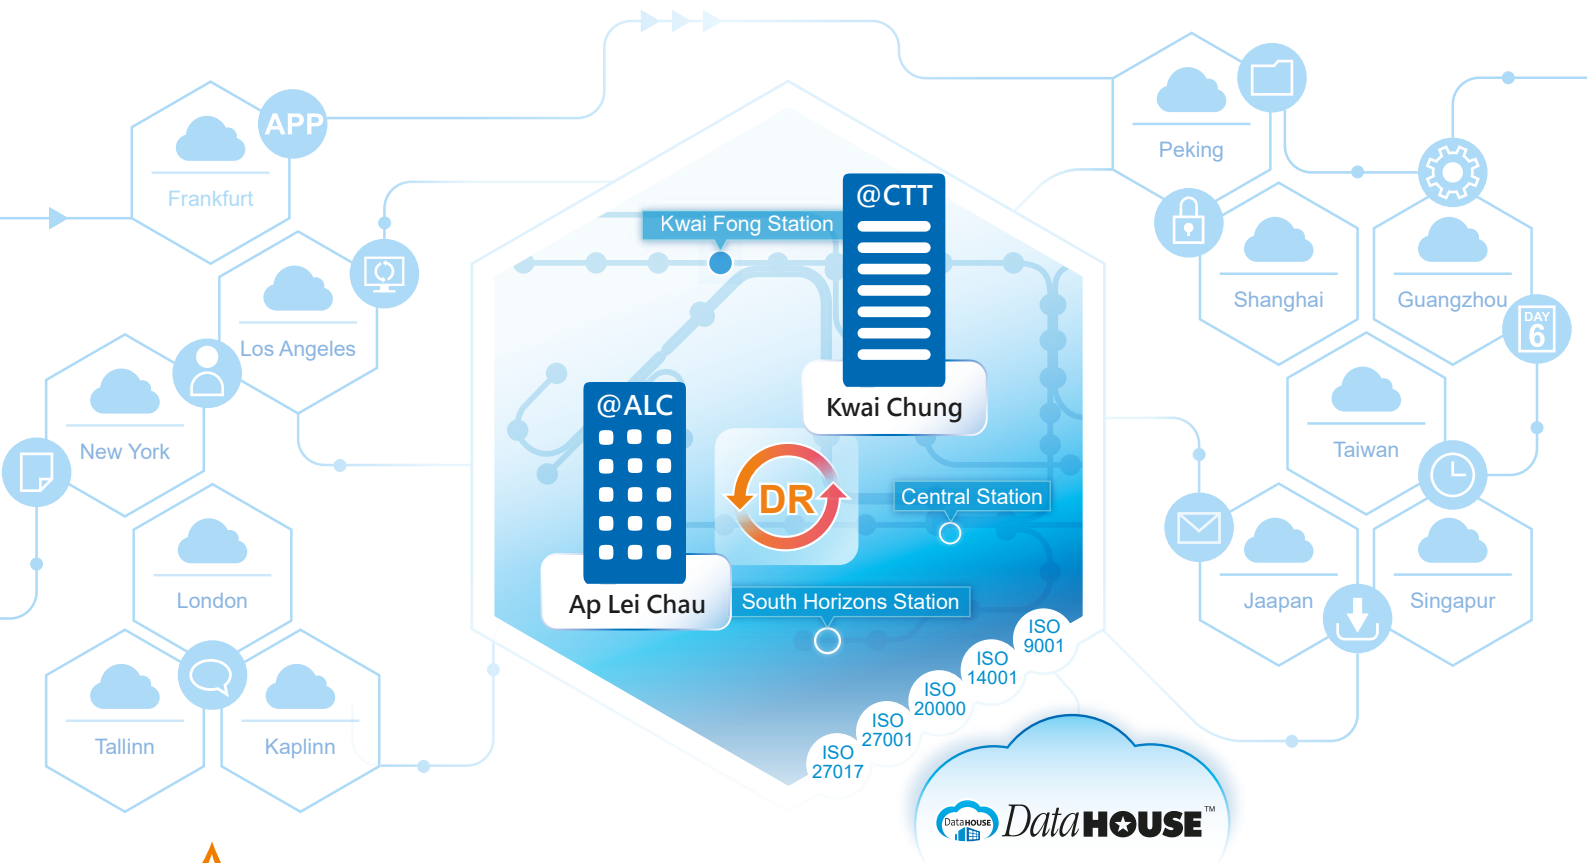 APP
Frankfurt
Los Angeles
New York
London
Tallinn
Kaplinn
@CTT
Kwai Fong Station
Kwai Chung
@ALC
DR
Central Station
Ap Lei Chau
South Horizons Station
ISO
9001
ISO
14001
ISO
20000
ISO
27001
ISO
27017
Peking
Shanghai
Guangzhou
DAY
6
Taiwan
Jaapan
Singapur
DataHOUSE
DataHOUSE™